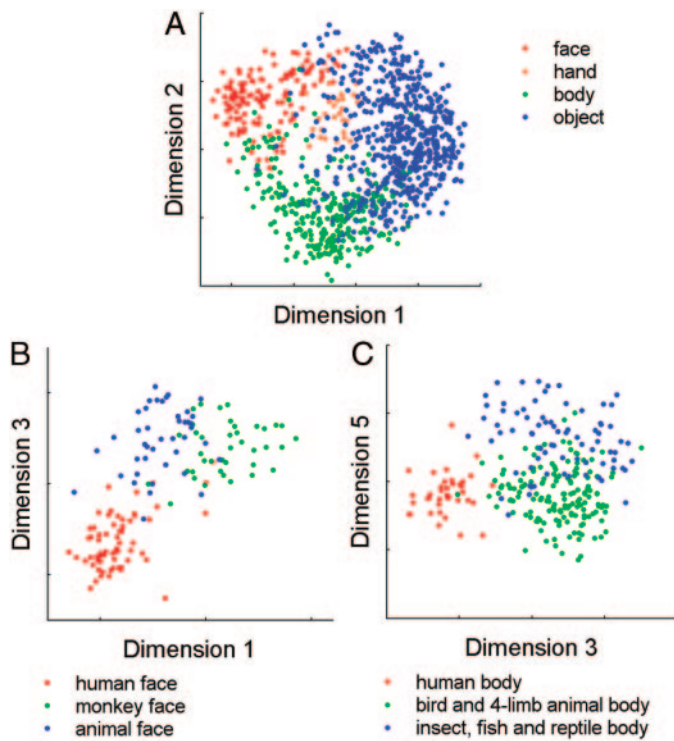 A
Dimension 2
Dimension 1
face
hand
body
object
B
Dimension 3
Dimension 1
human face
monkey face
animal face
C
Dimension 5
Dimension 3
human body
bird and 4-limb animal body
insect, fish and reptile body